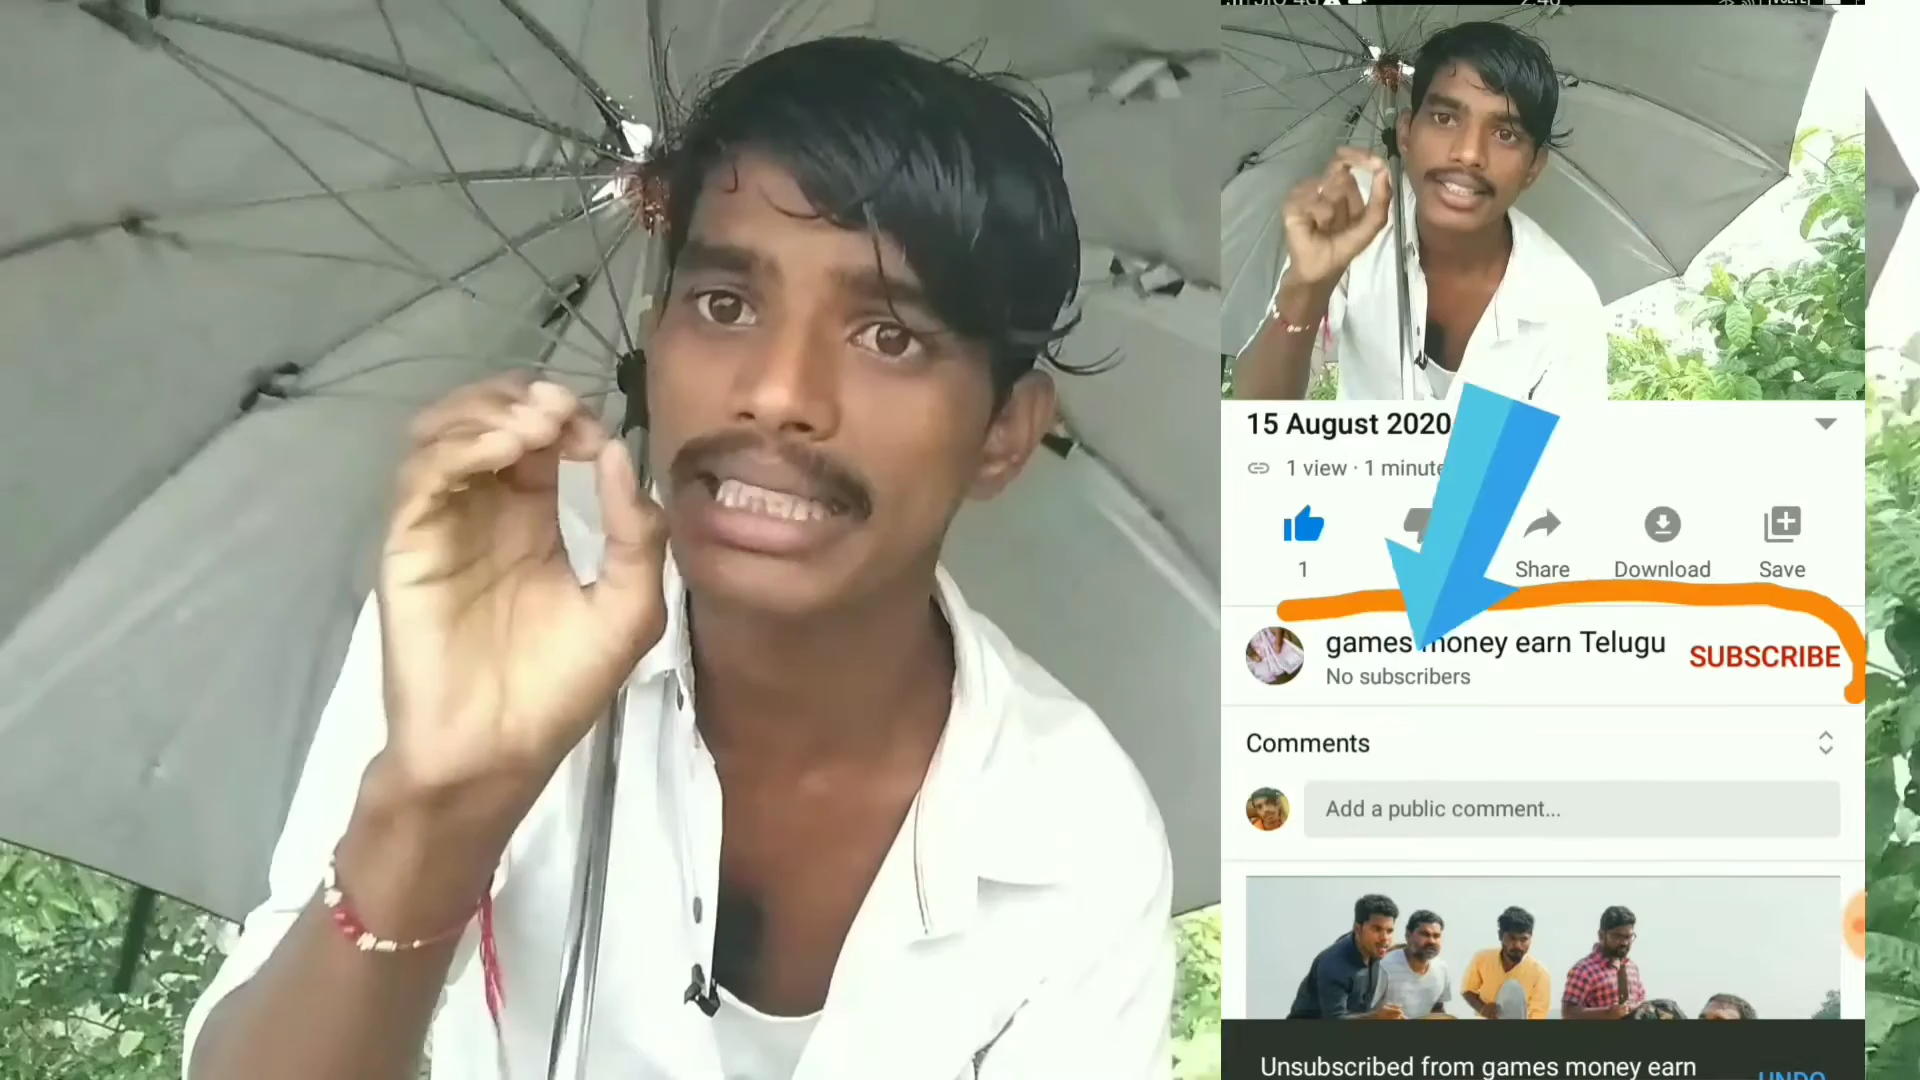 15 August 2020
1 view · 1 minute
1
Share
Download
Save
games money earn Telugu
No subscribers
SUBSCRIBE
Comments
Add a public comment...
Unsubscribed from games money earn
UNDO